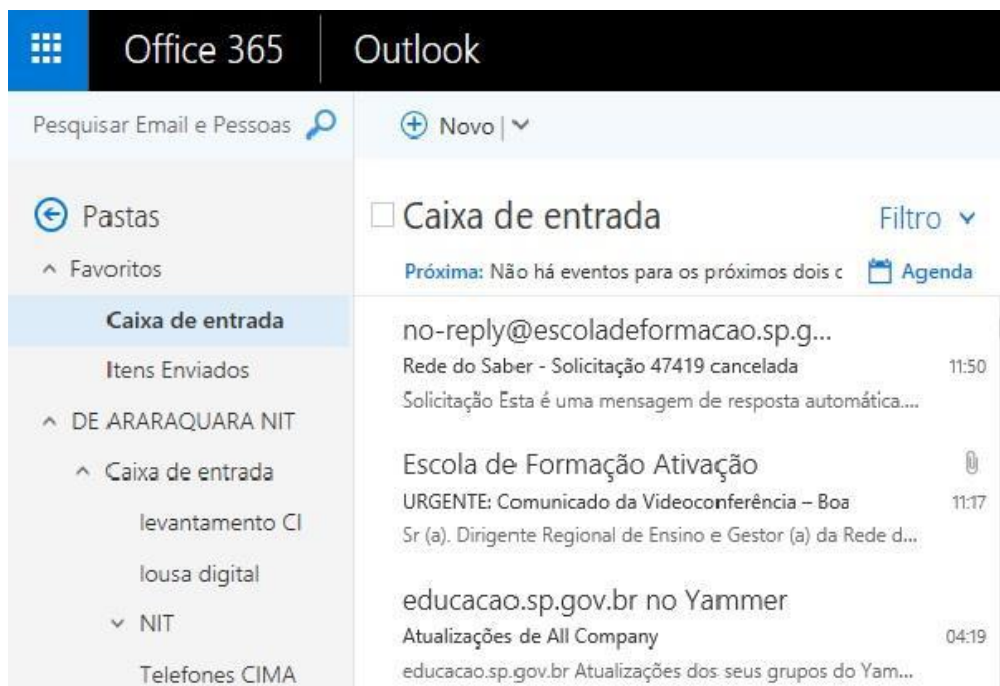 Office 365 Outlook
Pesquisar Email e Pessoas
Novo
Pastas
Favoritos
Caixa de entrada
Itens Enviados
DE ARARAQUARA NIT
Caixa de entrada
levantamento CI
lousa digital
NIT
Telefones CIMA
Caixa de entrada Filtro
Próxima: Não há eventos para os próximos dois Agenda
no-reply@escoladeformacao.sp.g...
Rede do Saber - Solicitação 47419 cancelada 11:50
Solicitação Esta é uma mensagem de resposta automática....
Escola de Formação Ativação
URGENTE: Comunicado da Videoconferência – Boa 11:17
Sr (a). Dirigente Regional de Ensino e Gestor (a) da Rede d...
educacao.sp.gov.br no Yammer
Atualizações de All Company 04:19
educacao.sp.gov.br Atualizações dos seus grupos do Yam...